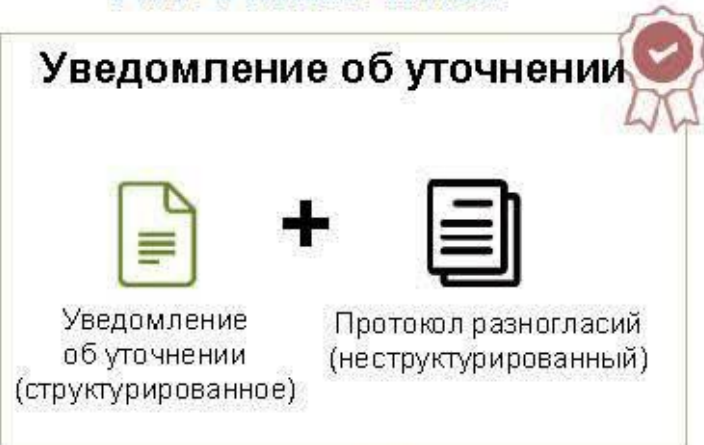 Уведомление об уточнении
+
Уведомление
об уточнении
(структурированное)
Протокол разногласий
(неструктурированный)